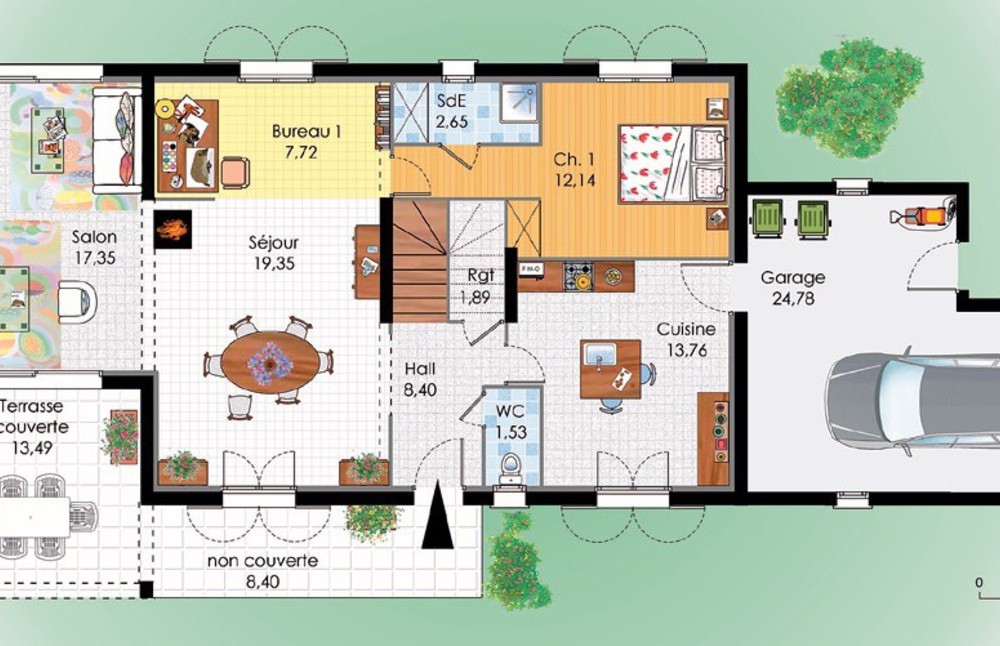 SdE
2,65
Bureau 1
7,72
Ch. 1
12,14
Salon
17,35
Séjour
19,35
Rgt
1,89
Garage
24,78
Cuisine
13,76
Hall
8,40
WC
1,53
Terrasse
couverte
13,49
non couverte
8,40
0